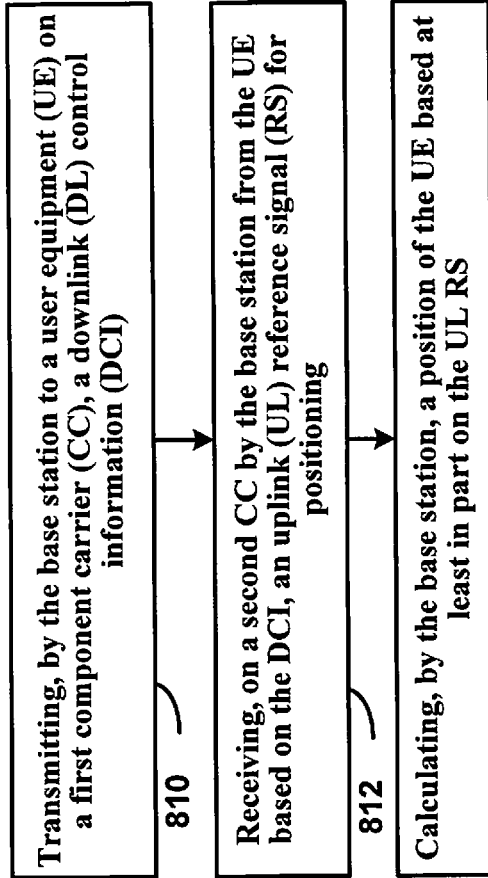 Transmitting, by the base station to a user equipment (UE) on
a first component carrier (CC), a downlink (DL) control
information (DCI)
810
Receiving, on a second CC by the base station from the UE
based on the DCI, an uplink (UL) reference signal (RS) for
positioning
812
Calculating, by the base station, a position of the UE based at
least in part on the UL RS